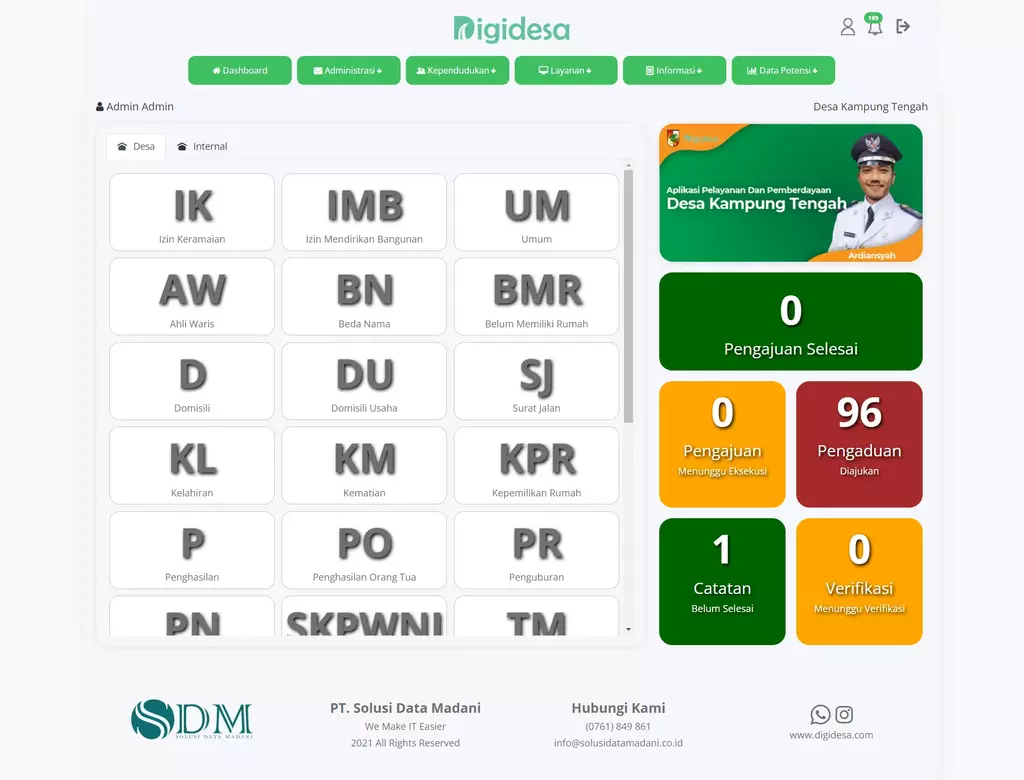 Digidesa
189
Dashboard
Administrasi
Kependudukan
Layanan
Informasi
Data Potensi
Admin Admin
Desa Kampung Tengah
Desa
Internal
IK
Izin Keramaian
IMB
Izin Mendirikan Bangunan
UM
Umum
AW
Ahli Waris
BN
Beda Nama
BMR
Belum Memiliki Rumah
D
Domisili
DU
Domisili Usaha
SJ
Surat Jalan
KL
Kelahiran
KM
Kematian
KPR
Kepemilikan Rumah
P
Penghasilan
PO
Penghasilan Orang Tua
PR
Penguburan
PN
SKPWNI
TM
Aplikasi Pelayanan Dan Pemberdayaan
Desa Kampung Tengah
Ardiansyah
0
Pengajuan Selesai
0
Pengajuan
Menunggu Eksekusi
96
Pengaduan
Diajukan
1
Catatan
Belum Selesai
0
Verifikasi
Menunggu Verifikasi
SDM
SOLUSI DATA MADANI
PT. Solusi Data Madani
We Make IT Easier
2021 All Rights Reserved
Hubungi Kami
(0761) 849 861
info@solusidatamadani.co.id
www.digidesa.com